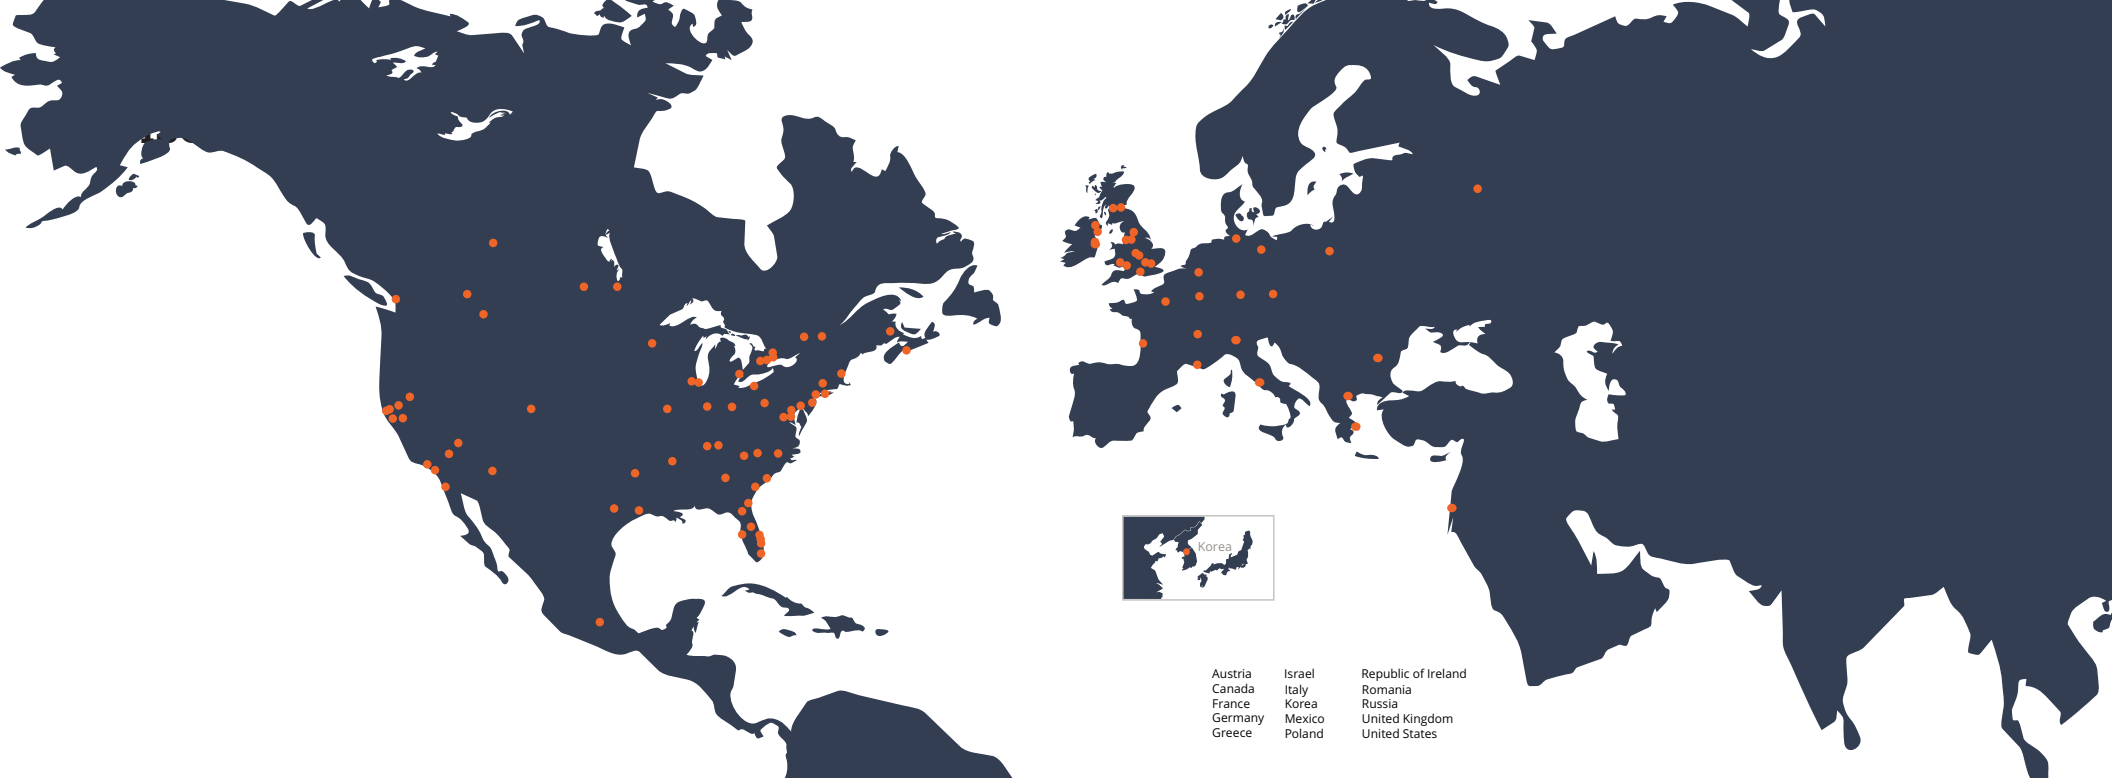 Korea
Austria
Canada
France
Germany
Greece
Israel
Italy
Korea
Mexico
Poland
Republic of Ireland
Romania
Russia
United Kingdom
United States